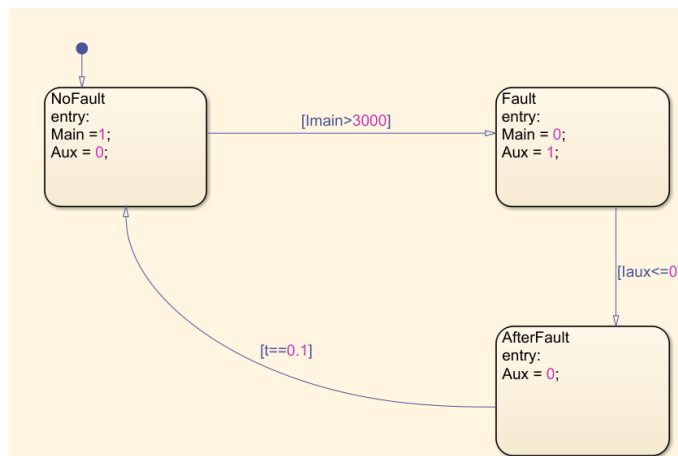 NoFault
entry:
Main =1;
Aux = 0;
[Imain>3000]
Fault
entry:
Main = 0;
Aux = 1;
[Iaux<=0]
AfterFault
entry:
Aux = 0;
[t==0.1]